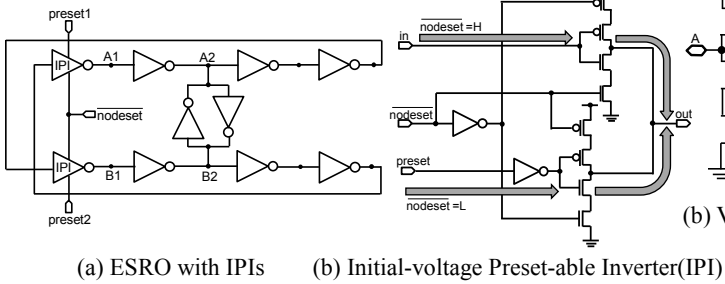 preset1
IPI
A1
A2
nodeset
IPI
B1
B2
preset2
(a) ESRO with IPIs
nodeset=H
in
nodeset
preset
nodeset=L
out
(b) Initial-voltage Preset-able Inverter(IPI)
A
(b) V